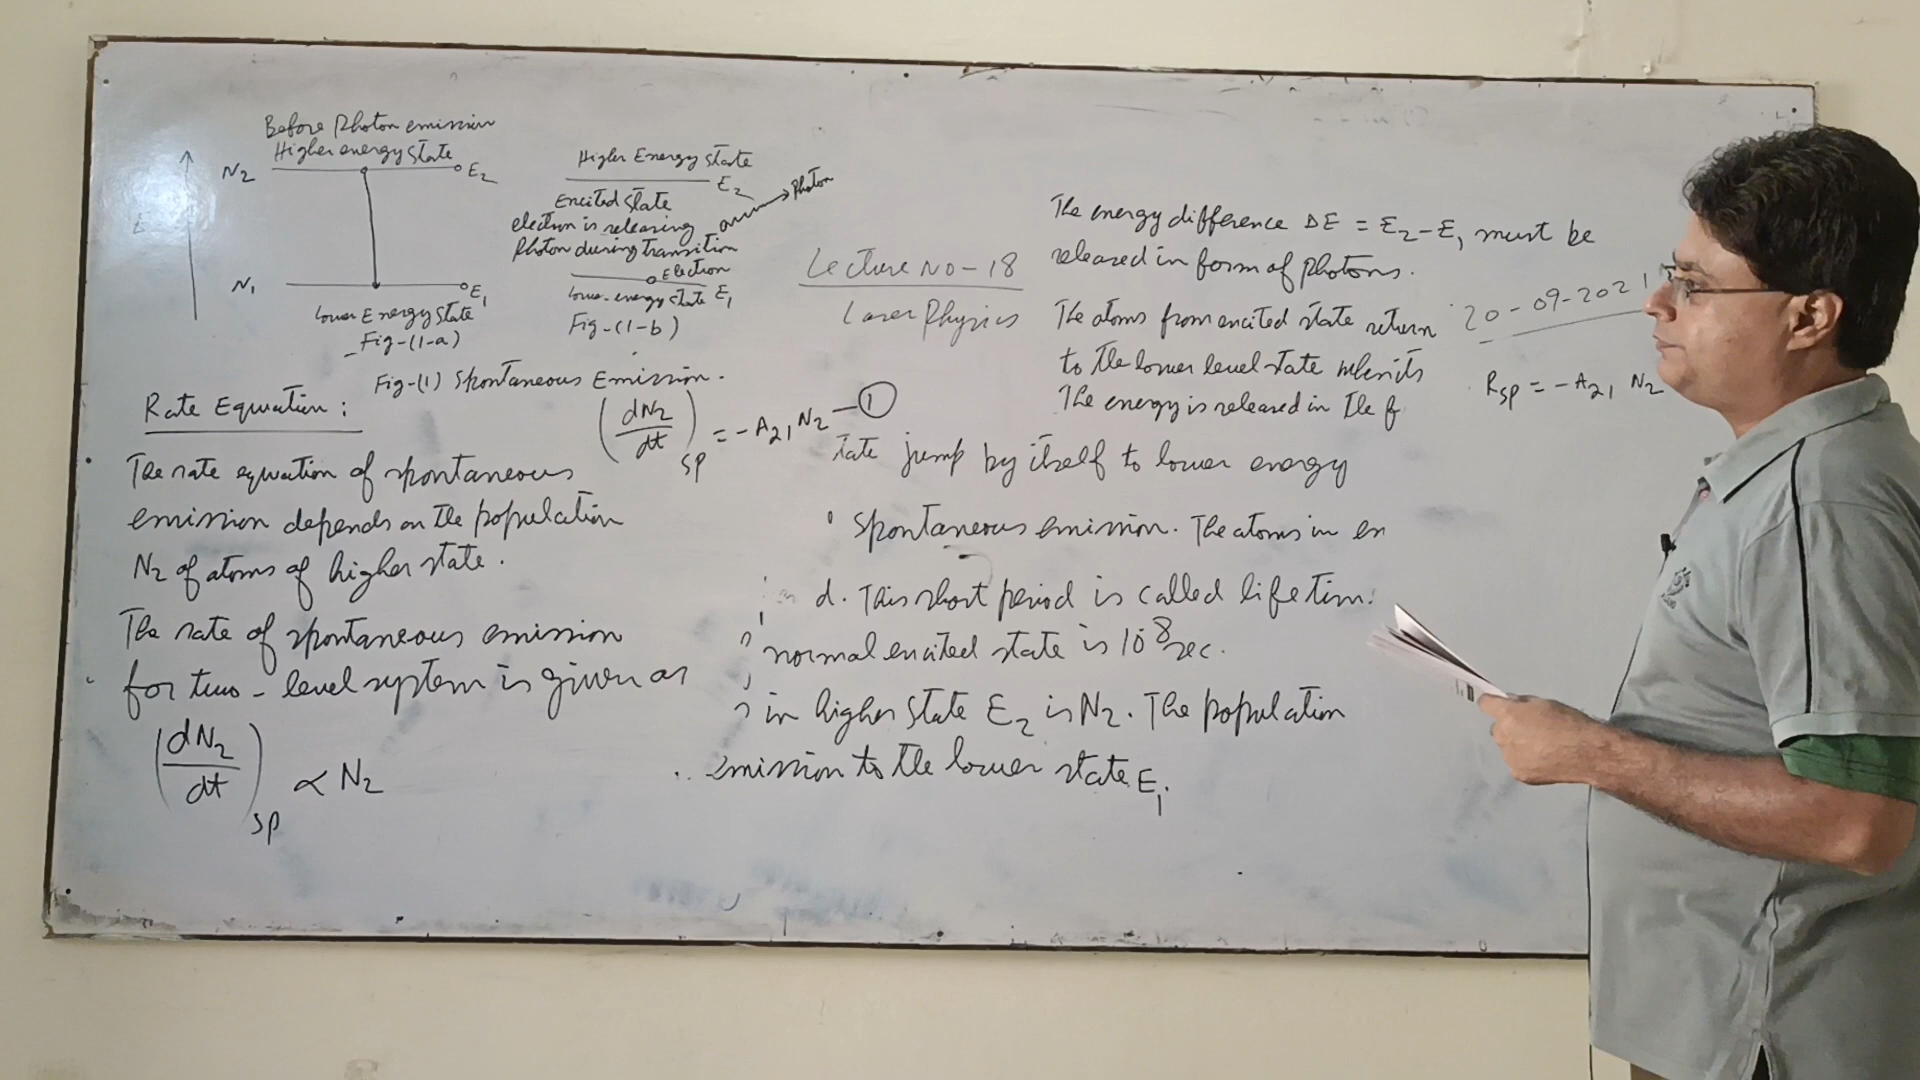 Before Photon emission
Higher energy state
N2
E2
E
N1
E1
Lower Energy state
Fig-(1-a)
Higher Energy state
E2
Excited state
electron is releasing
Photon during transition
Photon
Electron
Lower-energy state E1
Fig-(1-b)
Fig-(1) Spontaneous Emission.
Lecture NO-18
Laser Physics
20-09-2021
Rate Equation:
(dN2/dt)sp = -A21 N2 — ①
The rate equation of spontaneous
emission depends on the population
N2 of atoms of higher state.
The rate of spontaneous emission
for two-level system is given as
(dN2/dt)sp ∝ N2
The energy difference ΔE = E2-E1 must be
released in form of photons.
The atoms from excited state return
to the lower level state
The energy is released in the f
tate jump by itself to lower energy
Spontaneous emission. The atoms in ex
d. This short period is called life tim
normal excited state is 10^-8 sec.
in higher state E2 is N2. The population
emission to the lower state E1.
Rsp = -A21 N2